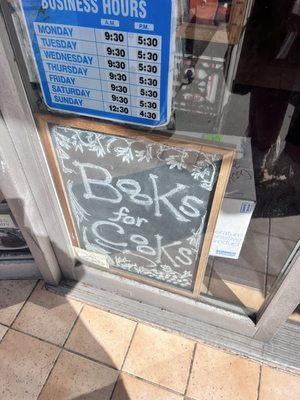 BUSINESS HOURS
A.M. P.M.
MONDAY 9:30 5:30
TUESDAY 9:30 5:30
WEDNESDAY 9:30 5:30
THURSDAY 9:30 5:30
FRIDAY 9:30 5:30
SATURDAY 9:30 5:30
SUNDAY 12:30 4:30
Books
for
Cooks